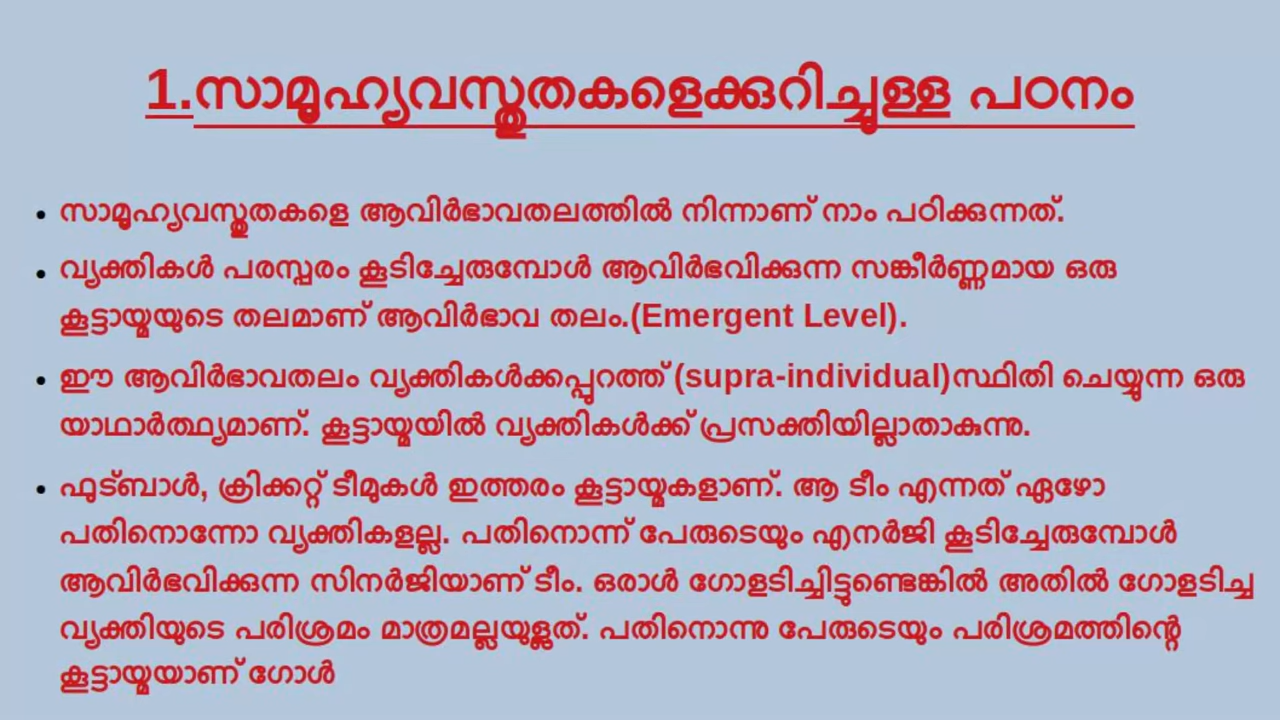 1.സാമൂഹ്യവസ്തുതകളെക്കുറിച്ചുള്ള പഠനം
• സാമൂഹ്യവസ്തുതകളെ ആവിർഭാവതലത്തിൽ നിന്നാണ് നാം പഠിക്കുന്നത്.
• വ്യക്തികൾ പരസ്പരം കൂടിച്ചേരുമ്പോൾ ആവിർഭവിക്കുന്ന സങ്കീർണ്ണമായ ഒരു
കൂട്ടായ്മയുടെ തലമാണ് ആവിർഭാവ തലം.(Emergent Level).
• ഈ ആവിർഭാവതലം വ്യക്തികൾക്കപ്പുറത്ത് (supra-individual)സ്ഥിതി ചെയ്യുന്ന ഒരു
യാഥാർത്ഥ്യമാണ്. കൂട്ടായ്മയിൽ വ്യക്തികൾക്ക് പ്രസക്തിയില്ലാതാകുന്നു.
• ഫുട്ബാൾ, ക്രിക്കറ്റ് ടീമുകൾ ഇത്തരം കൂട്ടായ്മകളാണ്. ആ ടീം എന്നത് ഏഴോ
പതിനൊന്നോ വ്യക്തികളല്ല. പതിനൊന്ന് പേരുടെയും എനർജി കൂടിച്ചേരുമ്പോൾ
ആവിർഭവിക്കുന്ന സിനർജിയാണ് ടീം. ഒരാൾ ഗോളടിച്ചിട്ടുണ്ടെങ്കിൽ അതിൽ ഗോളടിച്ച
വ്യക്തിയുടെ പരിശ്രമം മാത്രമല്ലയുള്ളത്. പതിനൊന്നു പേരുടെയും പരിശ്രമത്തിന്റെ
കൂട്ടായ്മയാണ് ഗോൾ